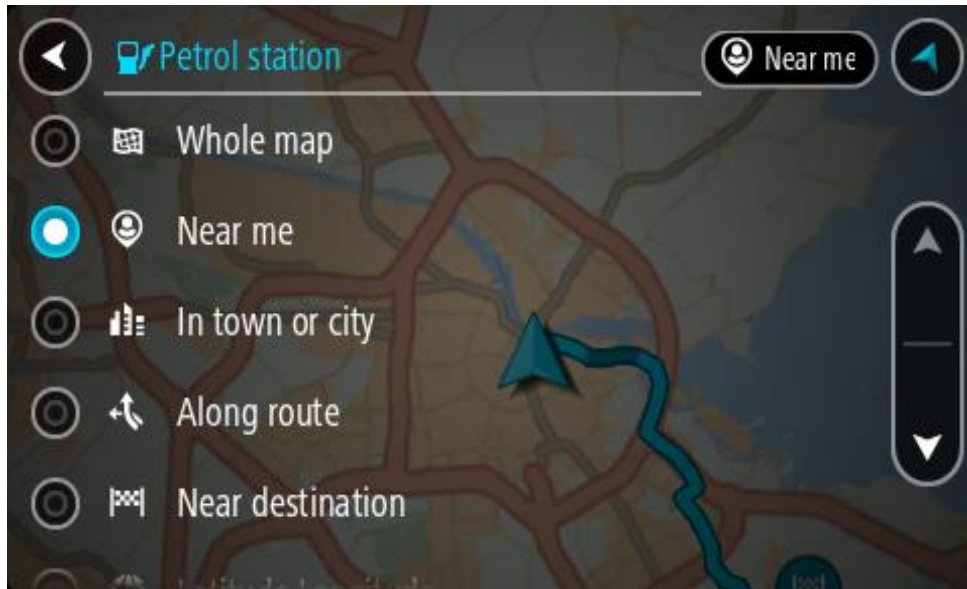 Petrol station
Near me
Whole map
Near me
In town or city
Along route
Near destination